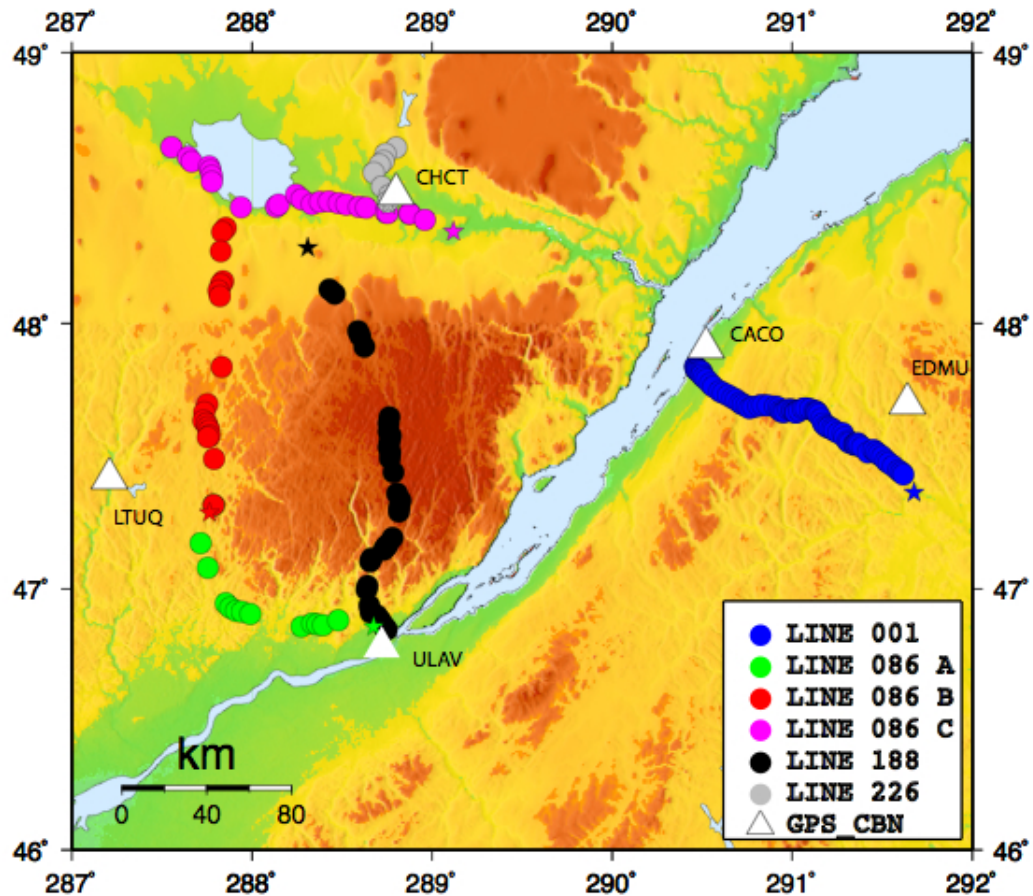 287° 288° 289° 290° 291° 292°
49° 49°
CHCT
48° 48°
CACO
EDMU
LTUQ
47° 47°
ULAV
LINE 001
LINE 086 A
LINE 086 B
LINE 086 C
LINE 188
LINE 226
GPS_CBN
km
0 40 80
46° 46°
287° 288° 289° 290° 291° 292°